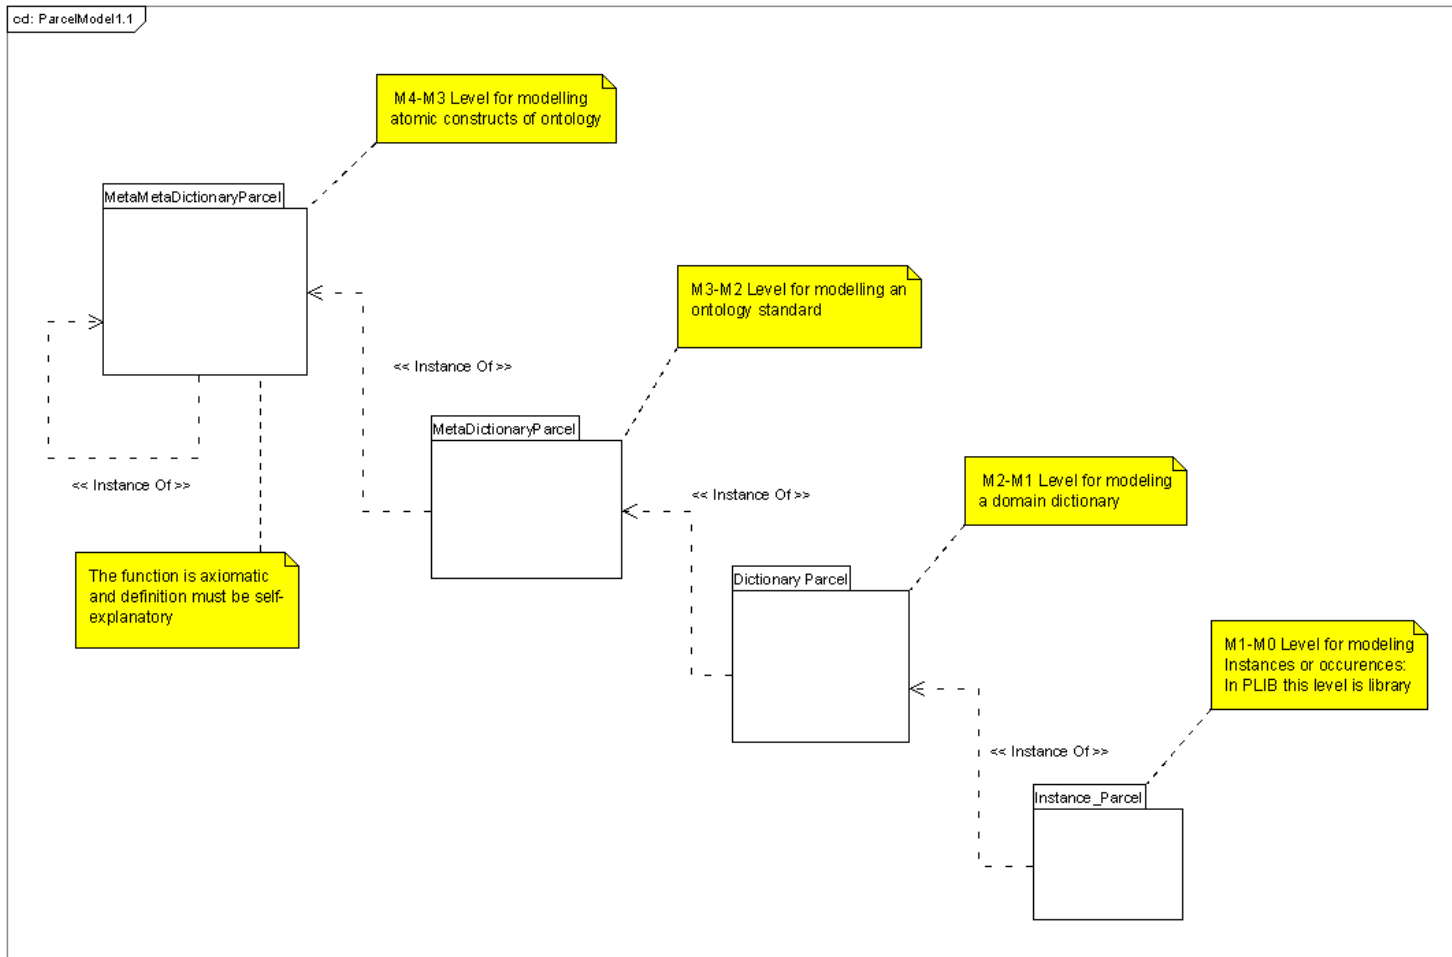 cd: ParcelModel1.1
M4-M3 Level for modelling
atomic constructs of ontology
MetaMetaDictionaryParcel
M3-M2 Level for modelling an
ontology standard
<< Instance Of >>
MetaDictionaryParcel
<< Instance Of >>
<< Instance Of >>
M2-M1 Level for modeling
a domain dictionary
The function is axiomatic
and definition must be self-
explanatory
Dictionary Parcel
M1-M0 Level for modeling
Instances or occurences:
In PLIB this level is library
<< Instance Of >>
Instance_Parcel